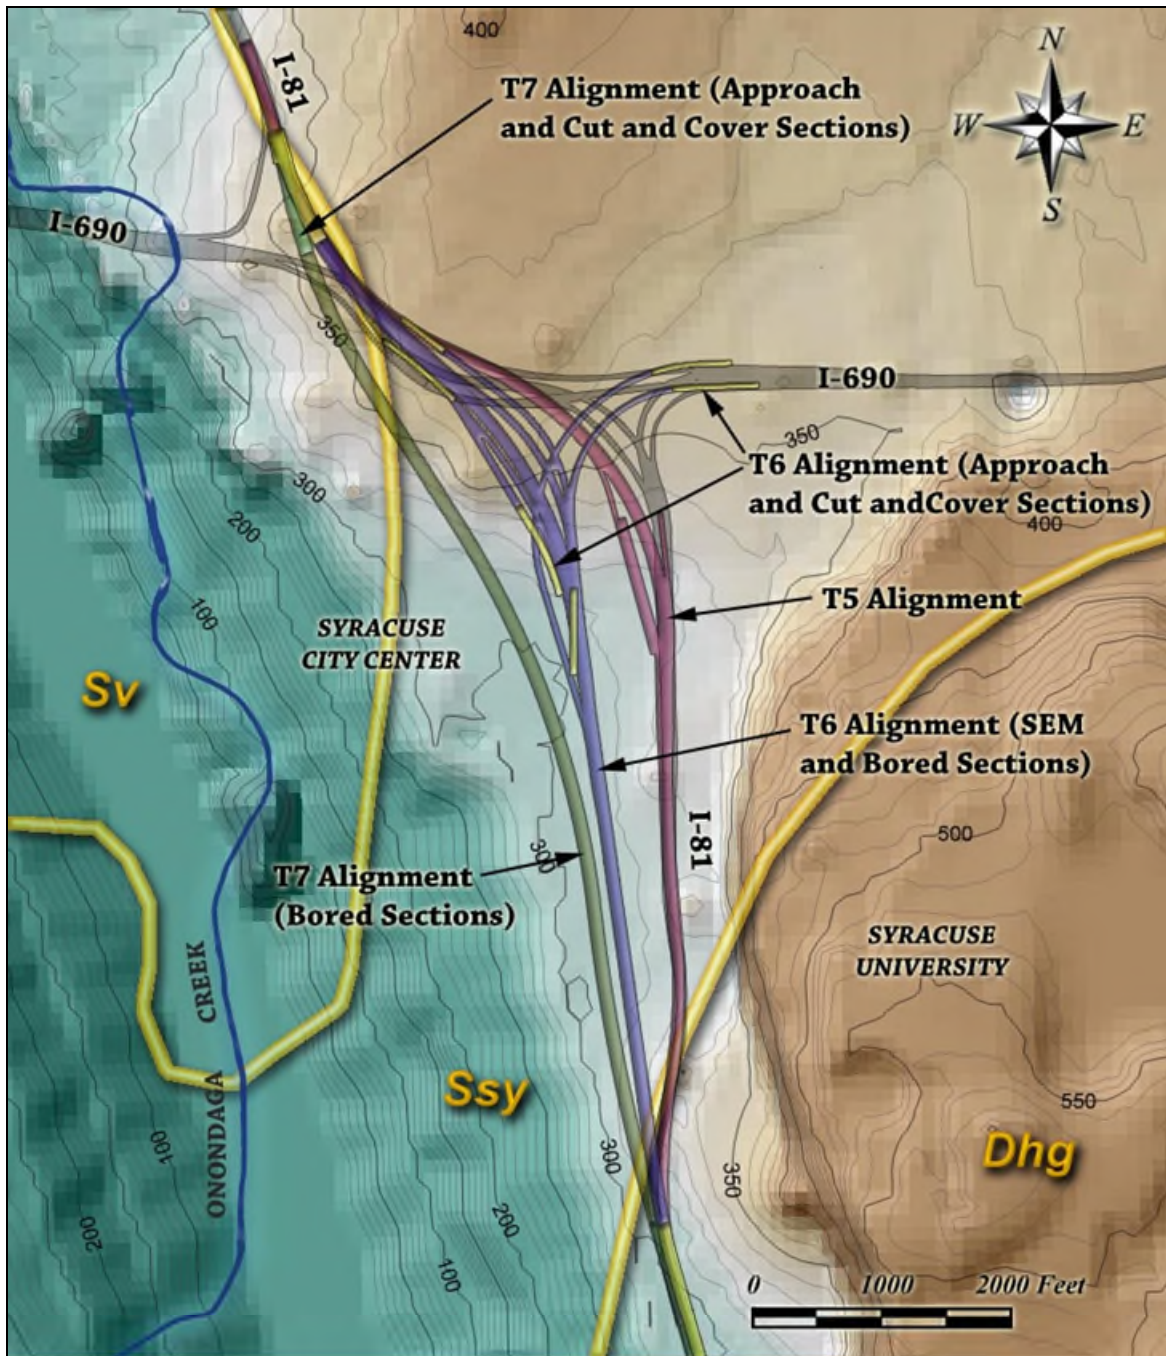 400
N
I-81
T7 Alignment (Approach
and Cut and Cover Sections)
W
E
S
I-690
350
I-690
350
T6 Alignment (Approach
and Cut andCover Sections)
300
200
400
100
T5 Alignment
SYRACUSE
CITY CENTER
Sv
T6 Alignment (SEM
and Bored Sections)
I-81
500
300
T7 Alignment
(Bored Sections)
SYRACUSE
UNIVERSITY
ONONDAGA CREEK
Ssy
550
Dhg
100
300
350
200
200
100
0 1000 2000 Feet